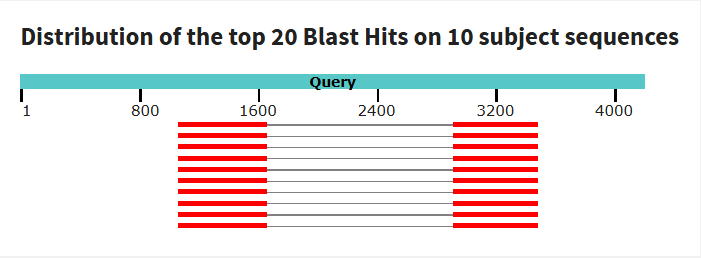 Distribution of the top 20 Blast Hits on 10 subject sequences
Query
1 800 1600 2400 3200 4000